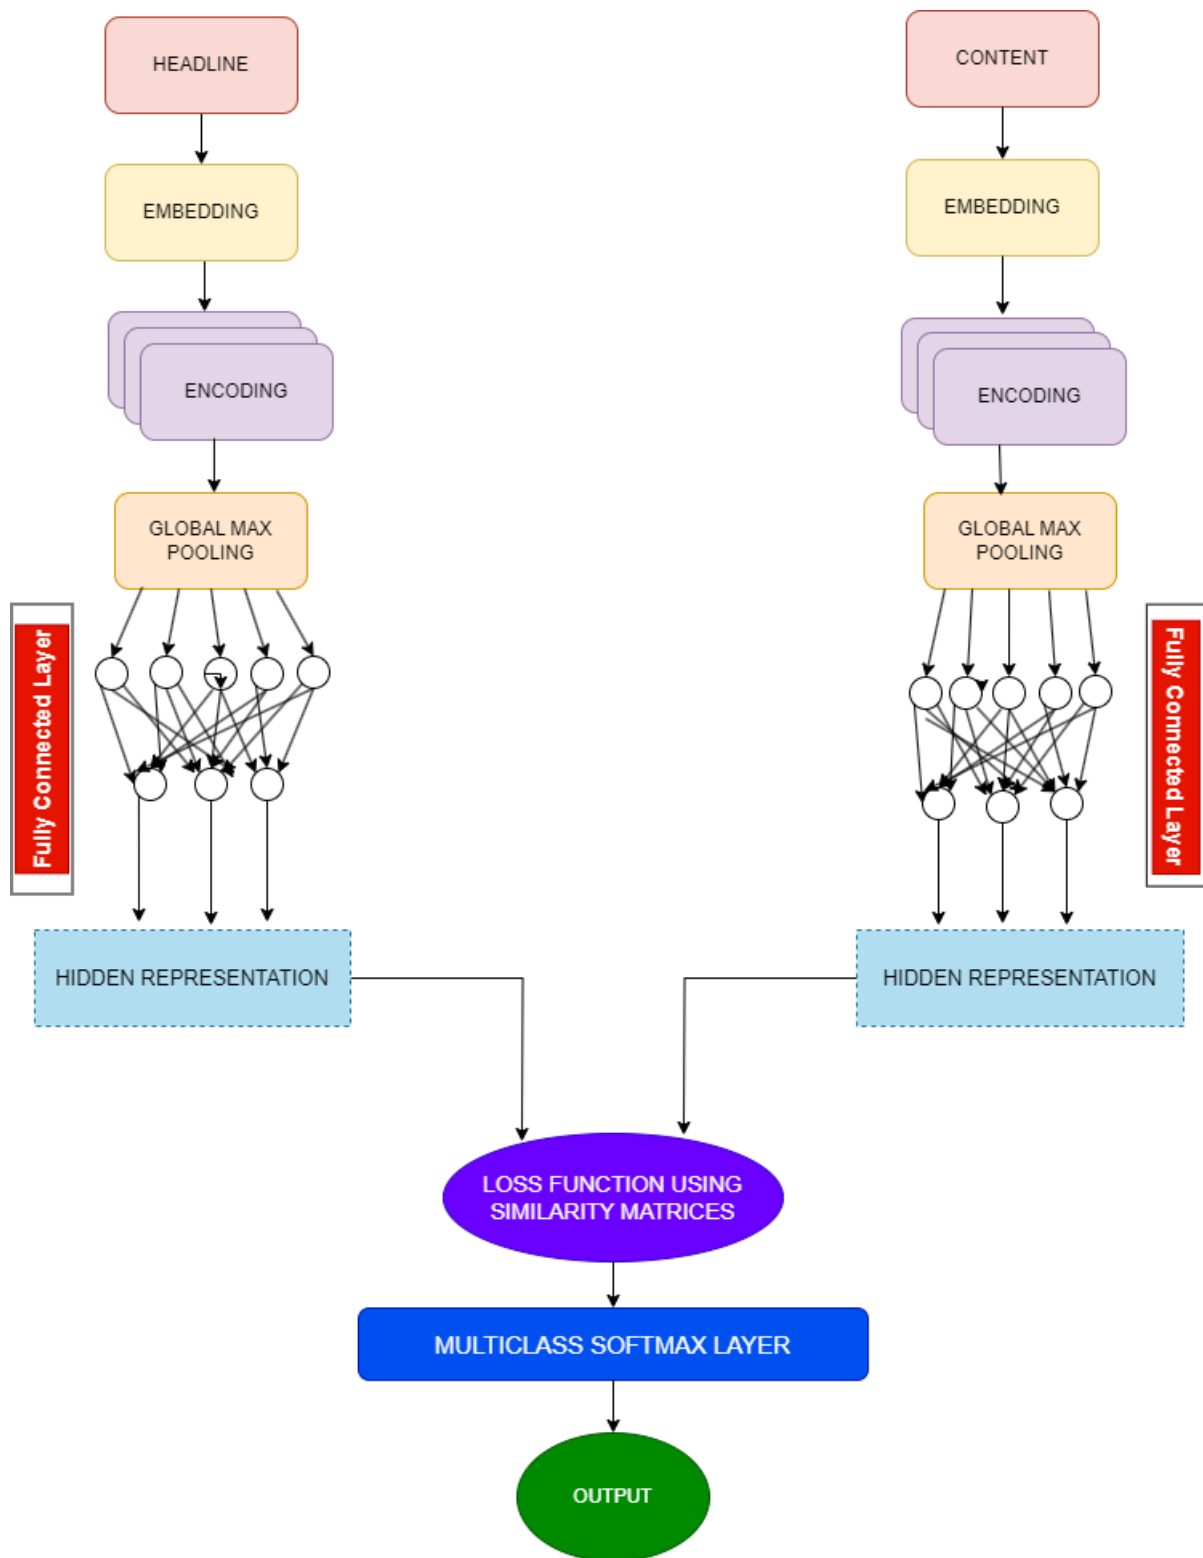 HEADLINE
CONTENT
EMBEDDING
EMBEDDING
ENCODING
ENCODING
GLOBAL MAX
POOLING
GLOBAL MAX
POOLING
Fully Connected Layer
Fully Connected Layer
HIDDEN REPRESENTATION
HIDDEN REPRESENTATION
LOSS FUNCTION USING
SIMILARITY MATRICES
MULTICLASS SOFTMAX LAYER
OUTPUT